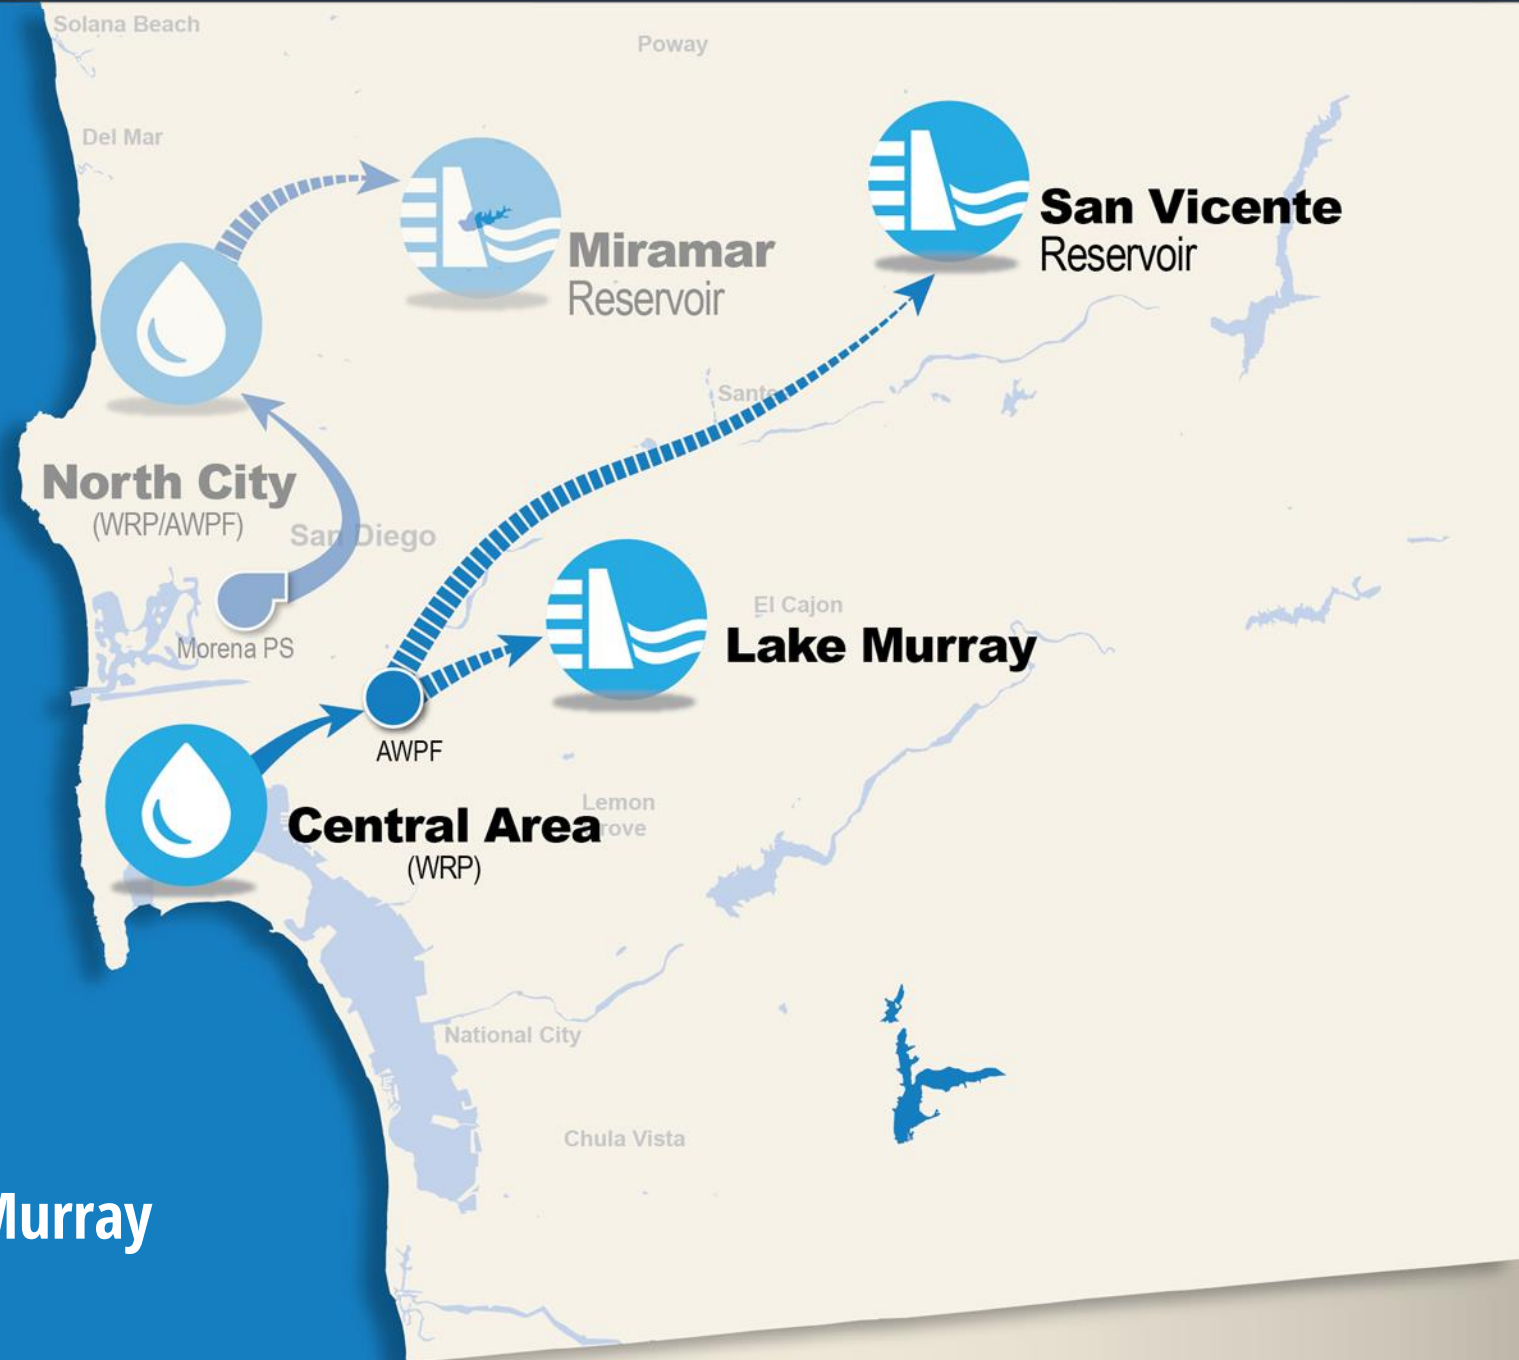 Solana Beach
Poway
Del Mar
San Vicente
Reservoir
Miramar
Reservoir
Sante
North City
(WRP/AWPF)
San Diego
El Cajon
Lake Murray
Morena PS
AWPF
Lemon
rove
Central Area
(WRP)
National City
Chula Vista
Murray